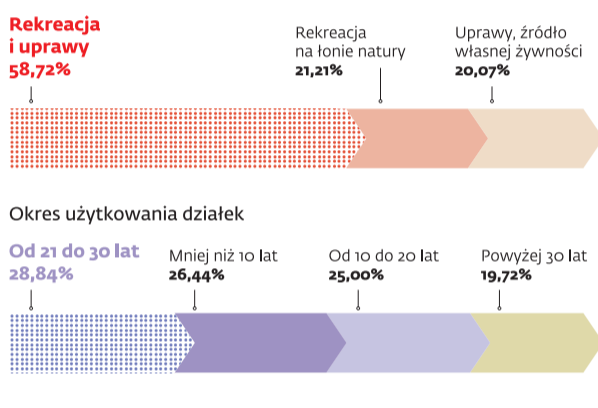 Rekreacja
i uprawy
58,72%
Rekreacja
na łonie natury
21,21%
Uprawy, źródło
własnej żywności
20,07%
Okres użytkowania działek
Od 21 do 30 lat
28,84%
Mniej niż 10 lat
26,44%
Od 10 do 20 lat
25,00%
Powyżej 30 lat
19,72%